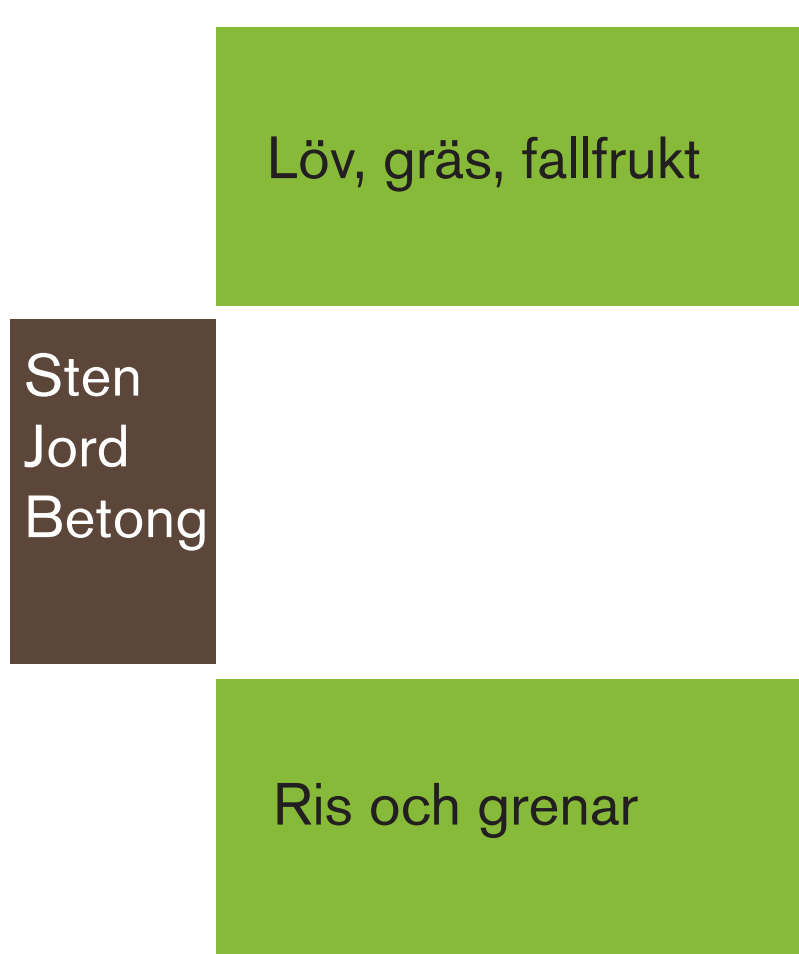 Löv, gräs, fallfrukt
Sten
Jord
Betong
Ris och grenar